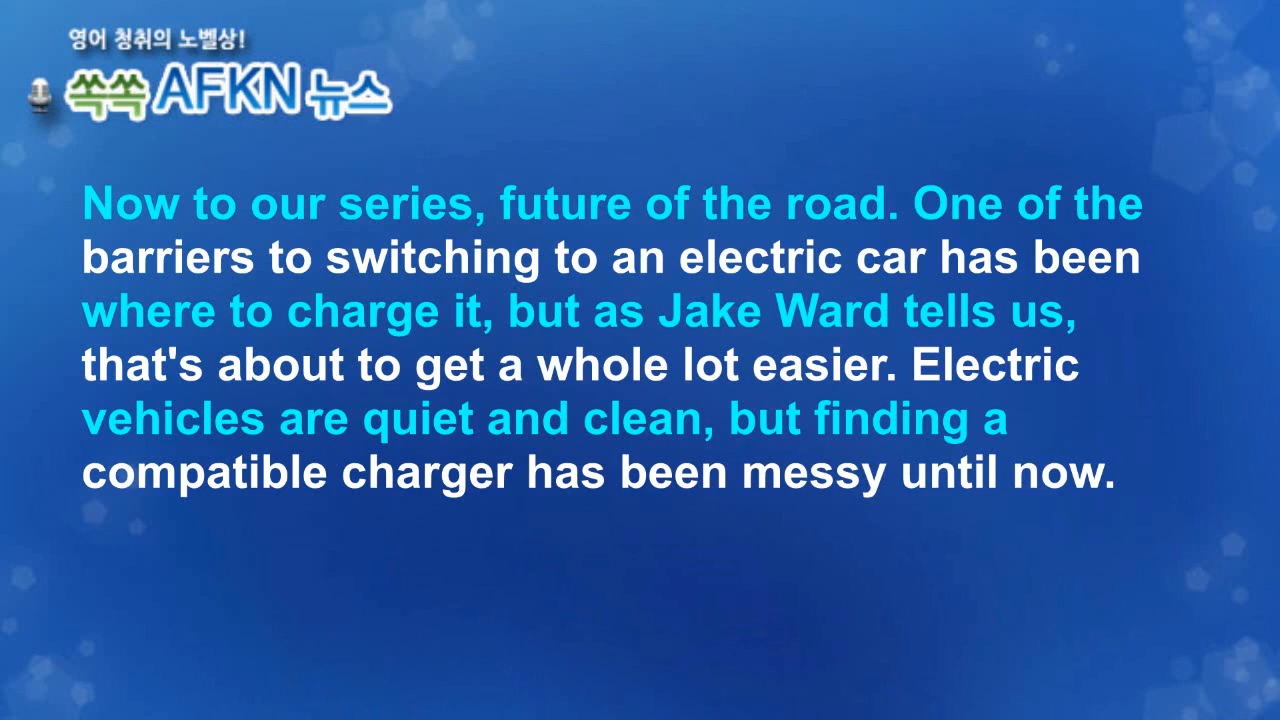 영어 청취의 노벨상!
쏙쏙 AFKN 뉴스
Now to our series, future of the road. One of the
barriers to switching to an electric car has been
where to charge it, but as Jake Ward tells us,
that's about to get a whole lot easier. Electric
vehicles are quiet and clean, but finding a
compatible charger has been messy until now.